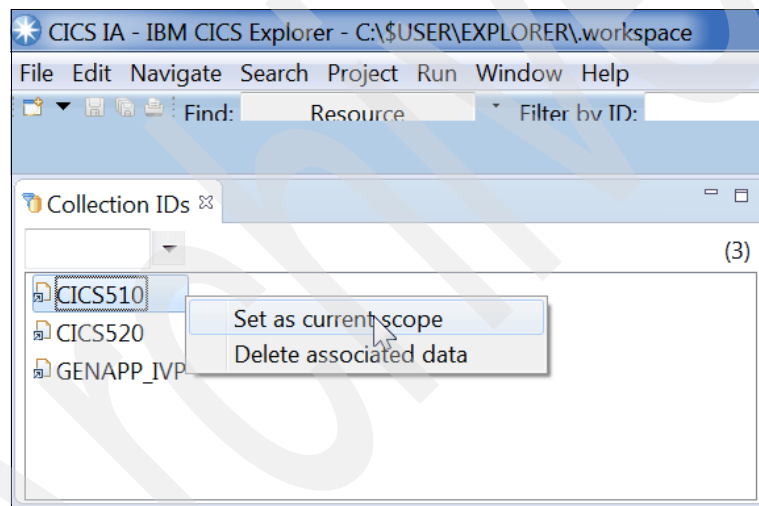 CICS IA - IBM CICS Explorer - C:\$USER\EXPLORER\.workspace
File Edit Navigate Search Project Run Window Help
Find: Resource Filter by ID:
Collection IDs
(3)
CICS510
Set as current scope
CICS520
Delete associated data
GENAPP_IVP